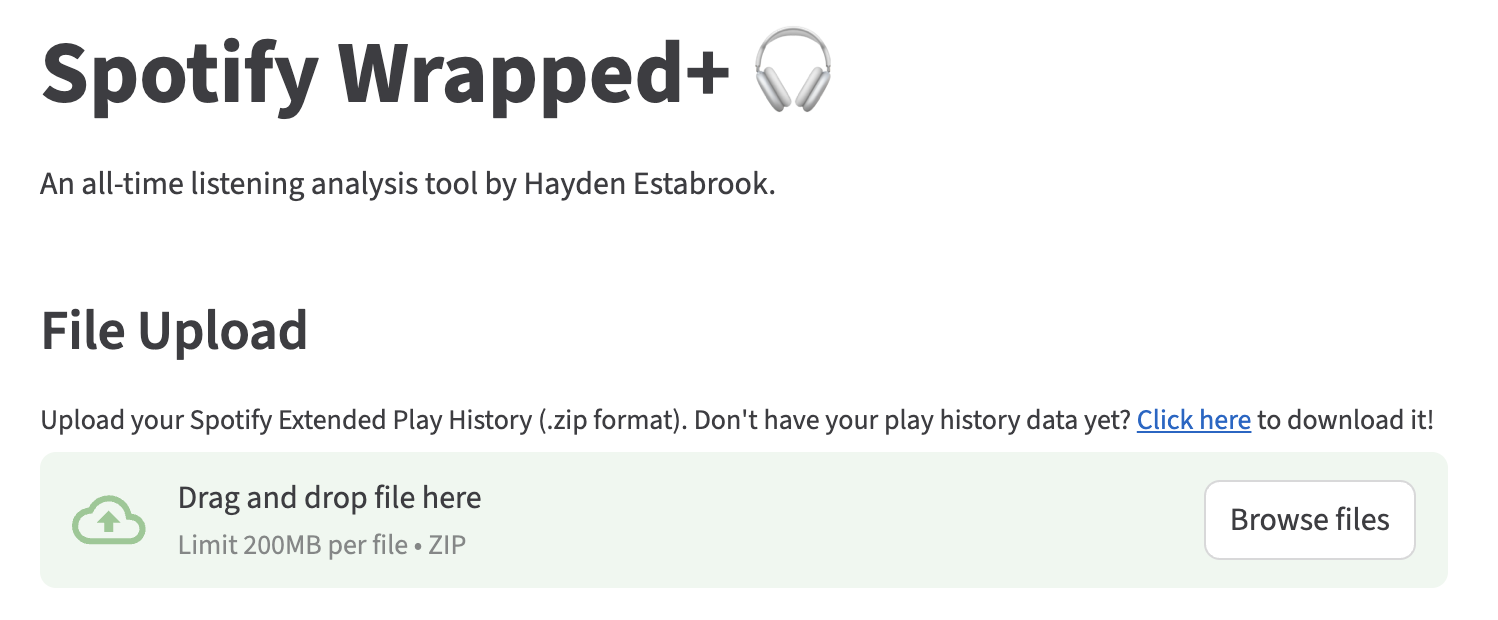 Spotify Wrapped+ 🎧
An all-time listening analysis tool by Hayden Estabrook.
File Upload
Upload your Spotify Extended Play History (.zip format). Don't have your play history data yet? Click here to download it!
Drag and drop file here
Limit 200MB per file • ZIP
Browse files